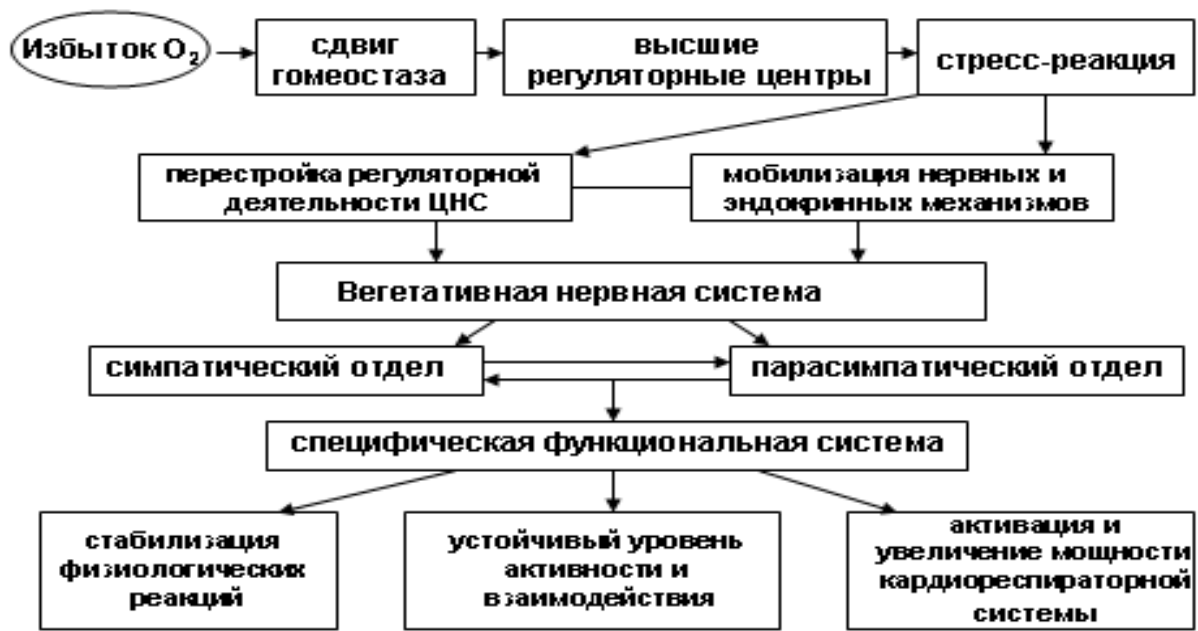 Избыток O₂
сдвиг
гомеостаза
высшие
регуляторные центры
стресс-реакция
перестройка регуляторной
деятельности ЦНС
мобилизация нервных и
эндокринных механизмов
Вегетативная нервная система
симпатический отдел
парасимпатический отдел
специфическая функциональная система
стабилизация
физиологических
реакций
устойчивый уровень
активности и
взаимодействия
активация и
увеличение мощности
кардиореспираторной
системы